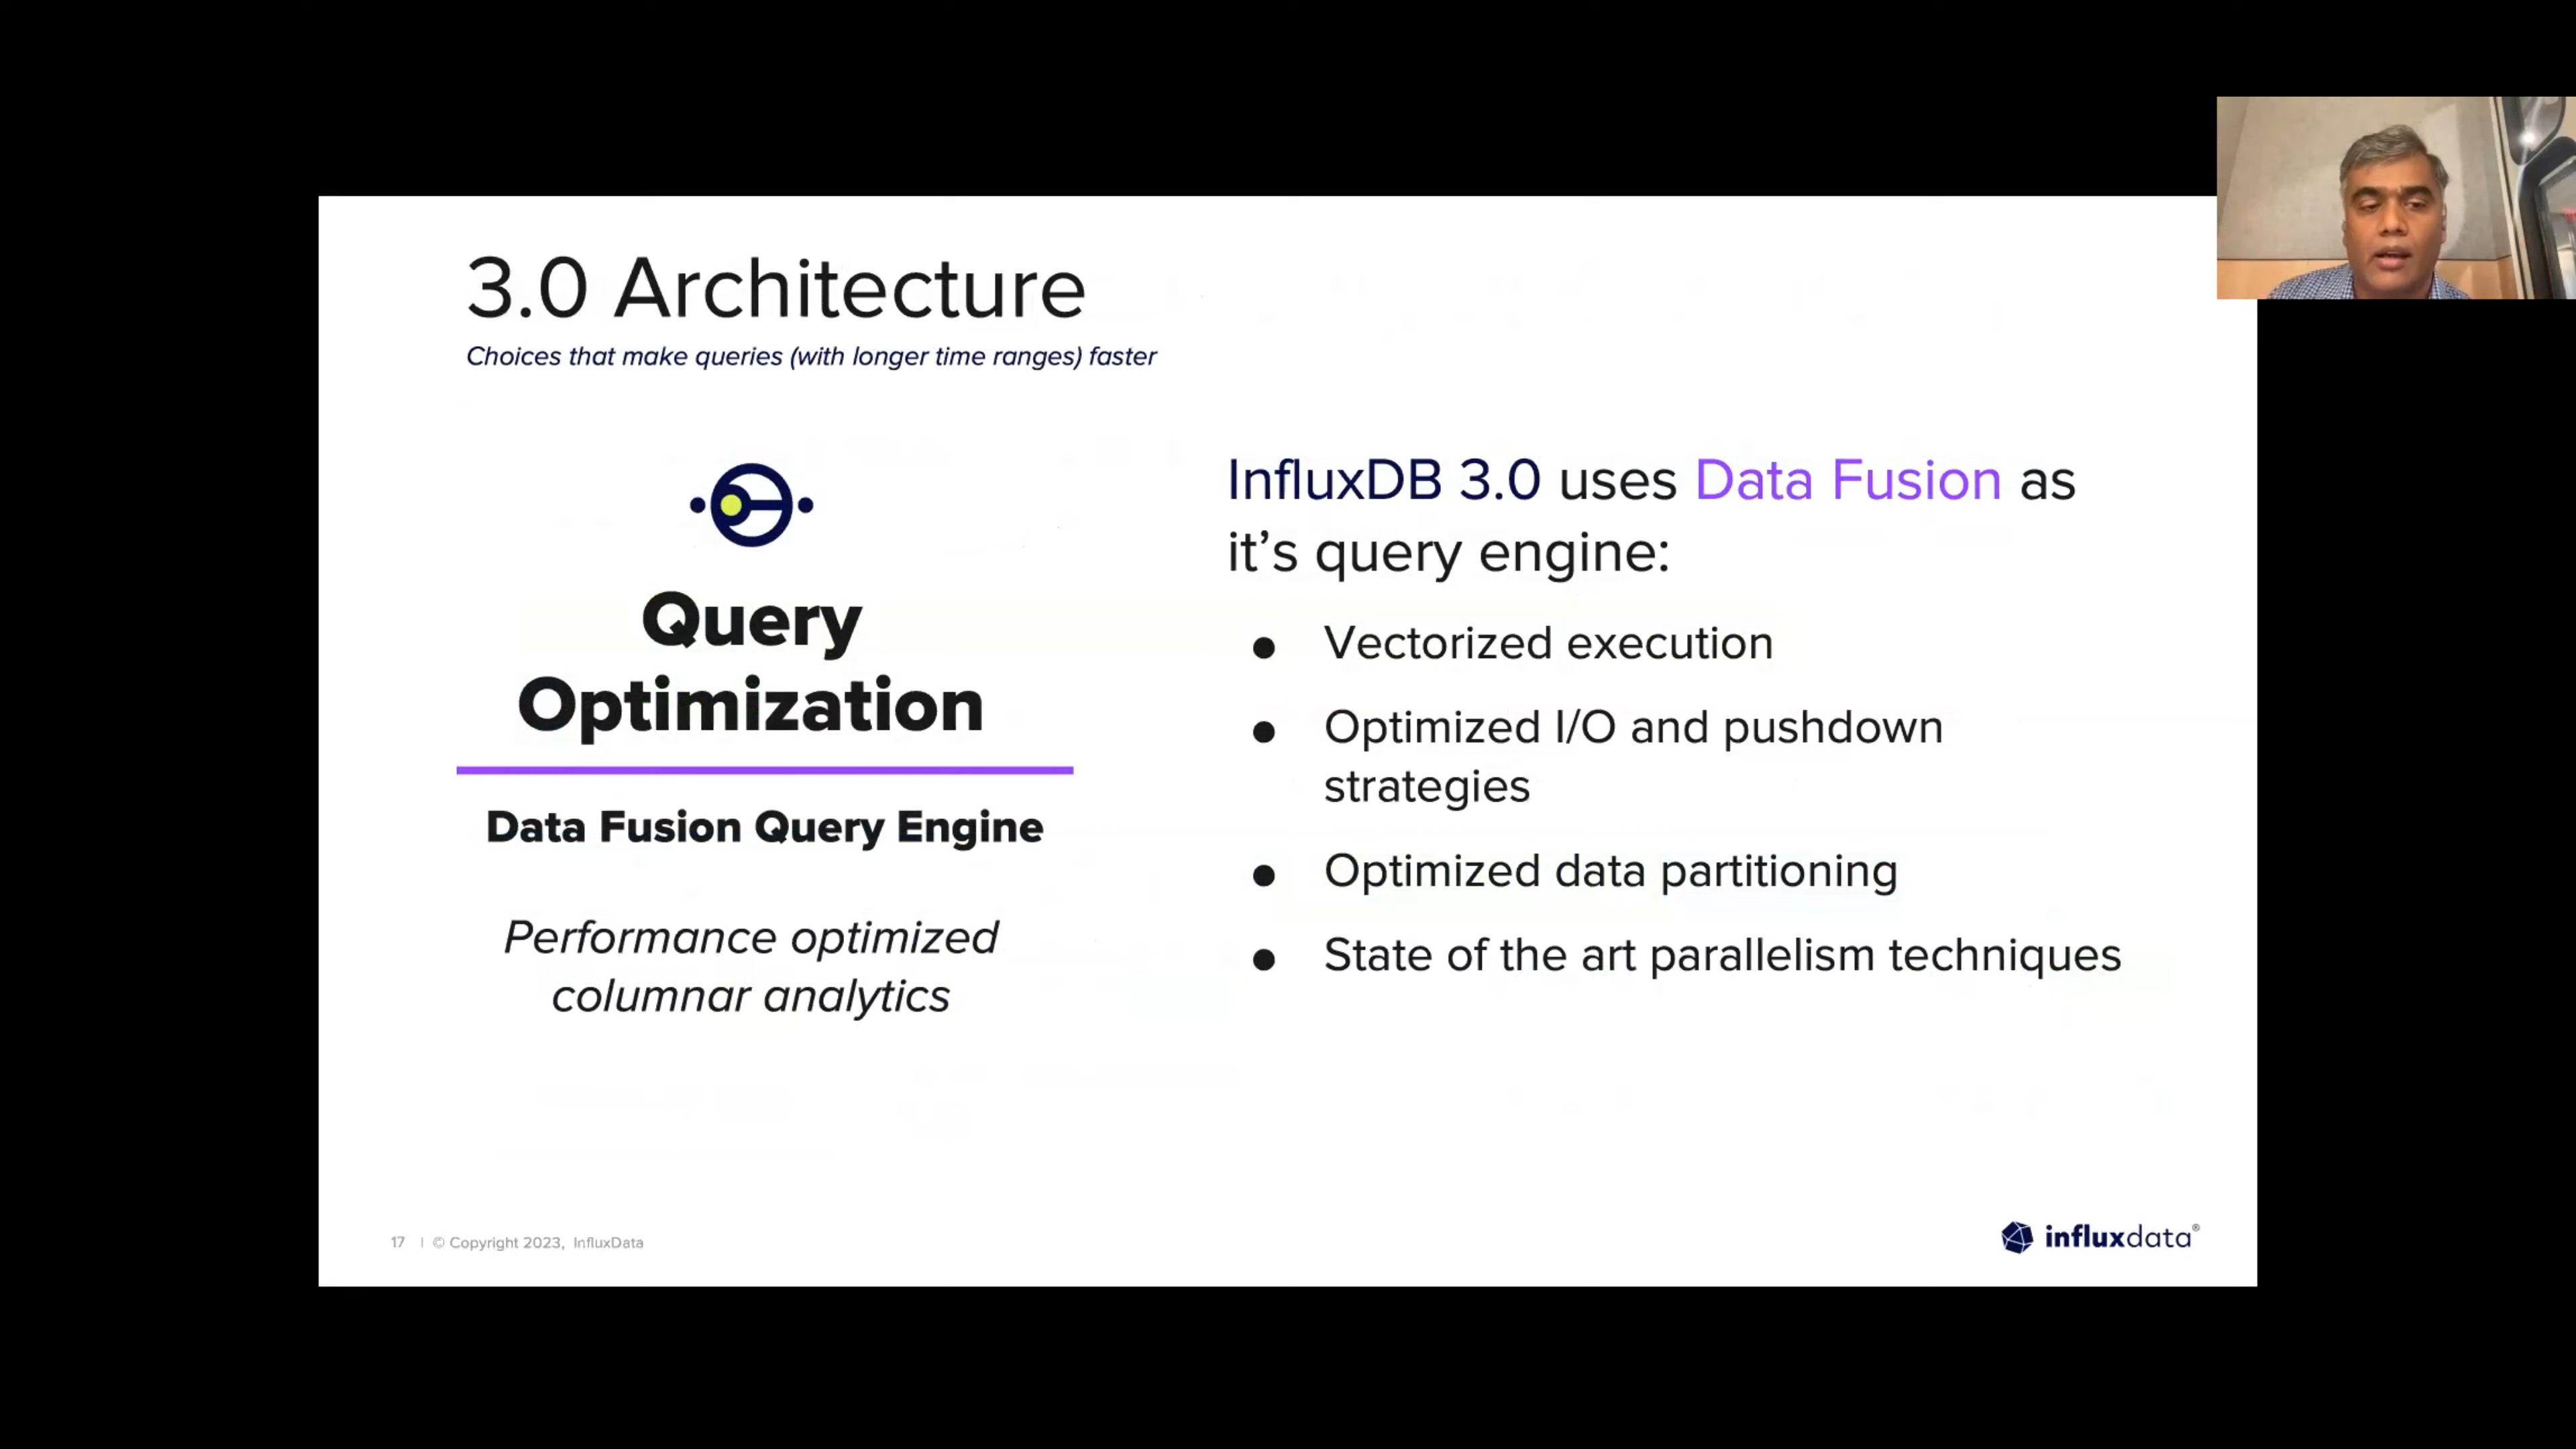 3.0 Architecture
Choices that make queries (with longer time ranges) faster
Query
Optimization
Data Fusion Query Engine
Performance optimized
columnar analytics
InfluxDB 3.0 uses Data Fusion as
it’s query engine:
● Vectorized execution
● Optimized I/O and pushdown
strategies
● Optimized data partitioning
● State of the art parallelism techniques
17 | © Copyright 2023, InfluxData
influxdata®